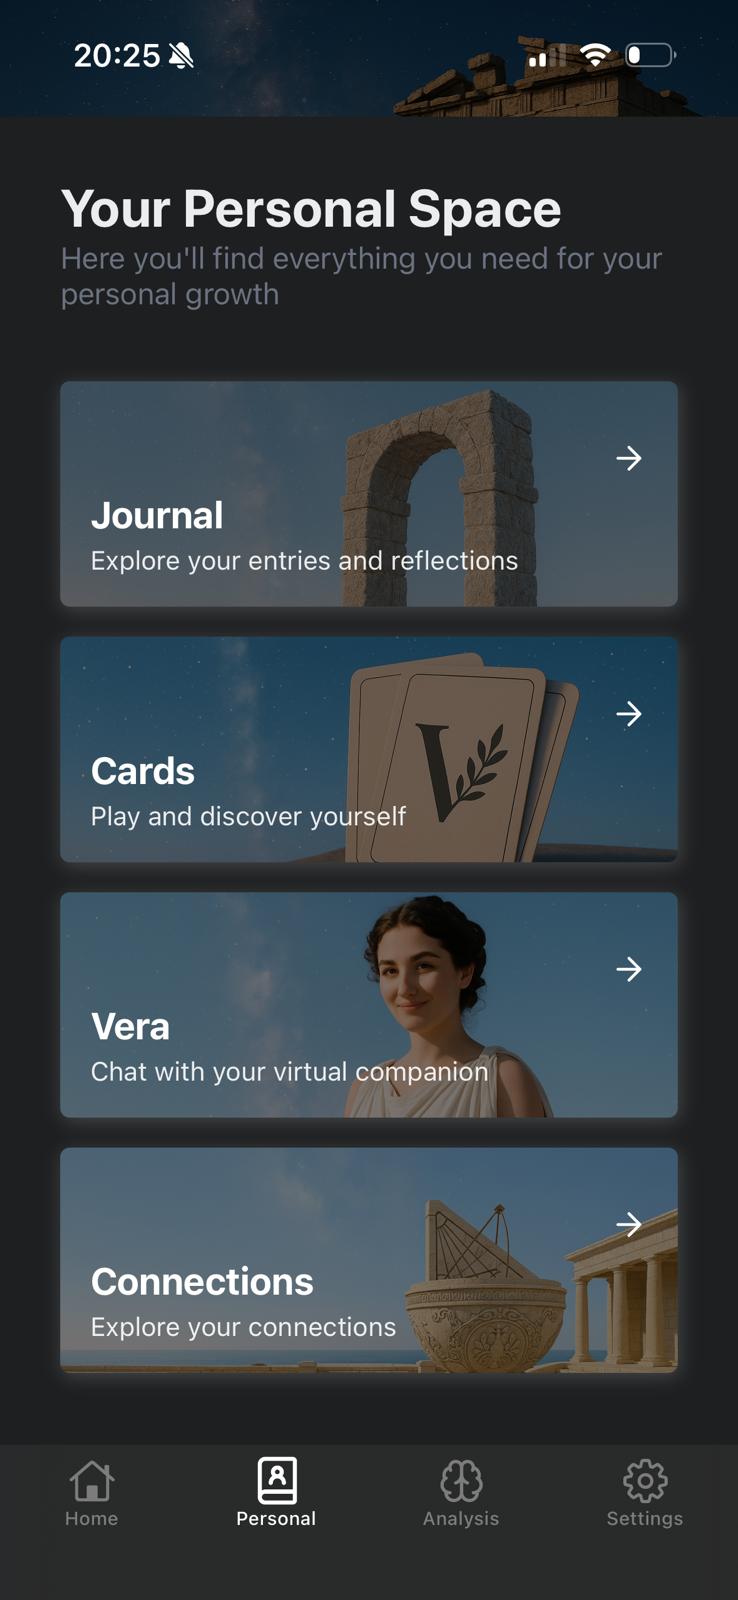 20:25
Your Personal Space
Here you'll find everything you need for your
personal growth
Journal
Explore your entries and reflections
V
Cards
Play and discover yourself
Vera
Chat with your virtual companion
Connections
Explore your connections
Home
Personal
Analysis
Settings